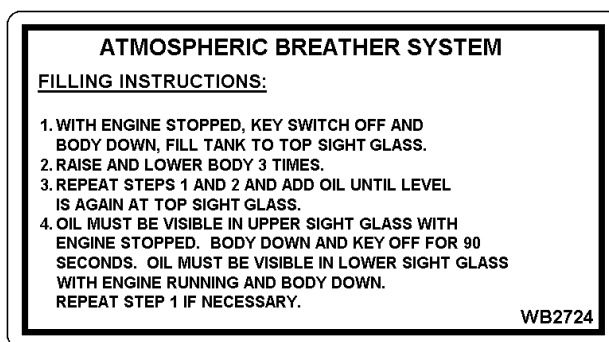 ATMOSPHERIC BREATHER SYSTEM
FILLING INSTRUCTIONS:
1. WITH ENGINE STOPPED, KEY SWITCH OFF AND
BODY DOWN, FILL TANK TO TOP SIGHT GLASS.
2. RAISE AND LOWER BODY 3 TIMES.
3. REPEAT STEPS 1 AND 2 AND ADD OIL UNTIL LEVEL
IS AGAIN AT TOP SIGHT GLASS.
4. OIL MUST BE VISIBLE IN UPPER SIGHT GLASS WITH
ENGINE STOPPED. BODY DOWN AND KEY OFF FOR 90
SECONDS. OIL MUST BE VISIBLE IN LOWER SIGHT GLASS
WITH ENGINE RUNNING AND BODY DOWN.
REPEAT STEP 1 IF NECESSARY.
WB2724